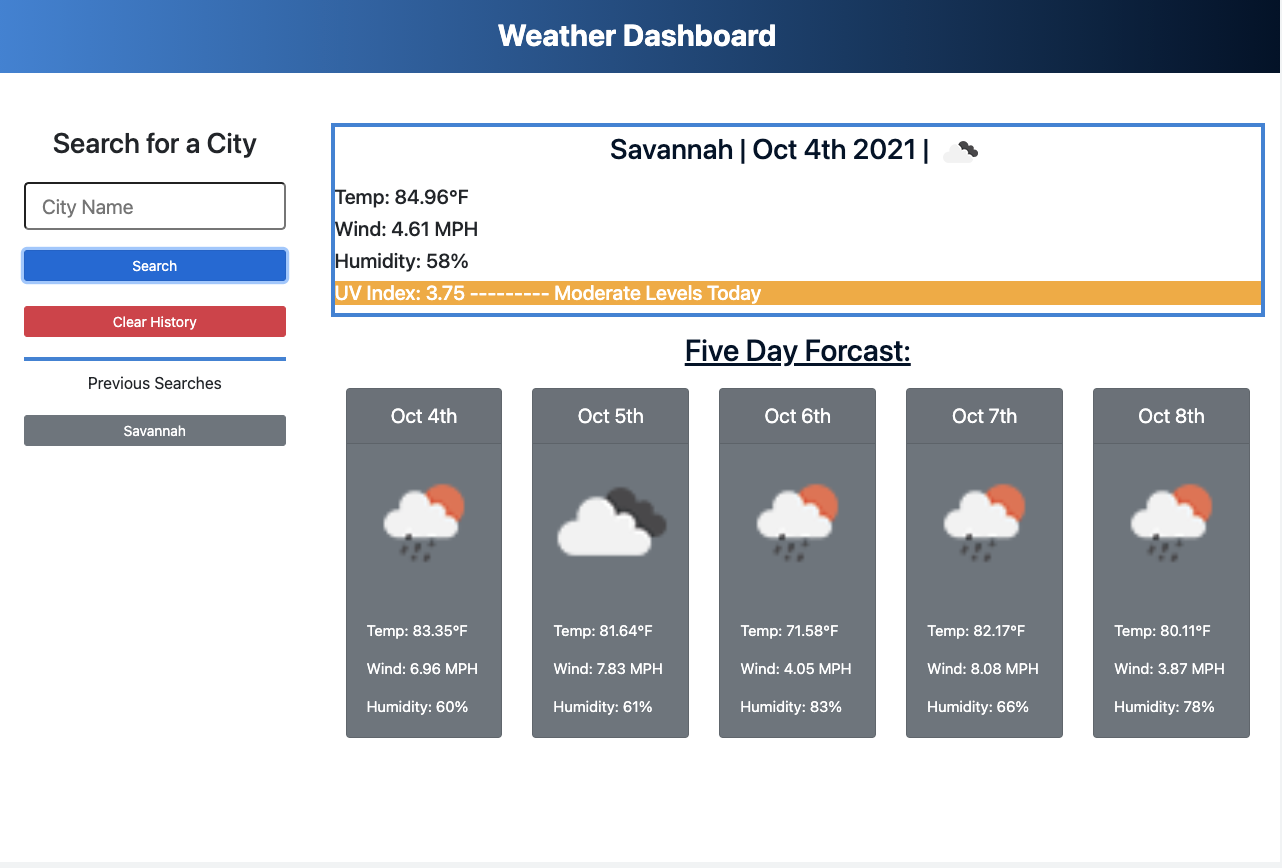 Weather Dashboard
Search for a City
City Name
Search
Clear History
Previous Searches
Savannah
Savannah | Oct 4th 2021 |
Temp: 84.96°F
Wind: 4.61 MPH
Humidity: 58%
UV Index: 3.75 --------- Moderate Levels Today
Five Day Forcast:
Oct 4th
Temp: 83.35°F
Wind: 6.96 MPH
Humidity: 60%
Oct 5th
Temp: 81.64°F
Wind: 7.83 MPH
Humidity: 61%
Oct 6th
Temp: 71.58°F
Wind: 4.05 MPH
Humidity: 83%
Oct 7th
Temp: 82.17°F
Wind: 8.08 MPH
Humidity: 66%
Oct 8th
Temp: 80.11°F
Wind: 3.87 MPH
Humidity: 78%